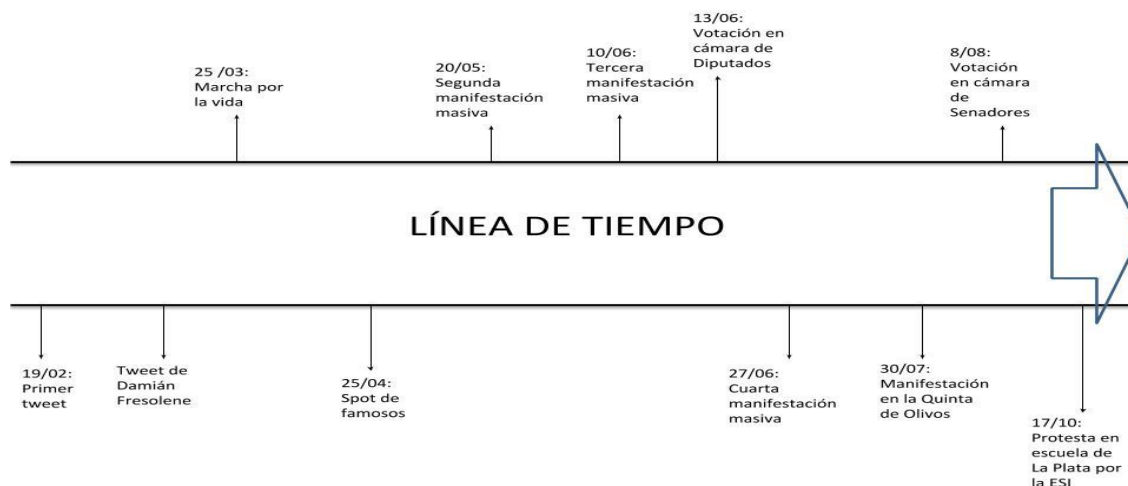 25 /03:
Marcha por
la vida
20/05:
Segunda
manifestación
masiva
10/06:
Tercera
manifestación
masiva
13/06:
Votación en
cámara de
Diputados
8/08:
Votación
en cámara
de
Senadores
LÍNEA DE TIEMPO
19/02:
Primer
tweet
Tweet de
Damián
Fresolene
25/04:
Spot de
famosos
27/06:
Cuarta
manifestación
masiva
30/07:
Manifestación
en la Quinta
de Olivos
17/10:
Protesta en
escuela de
La Plata por
la ESI